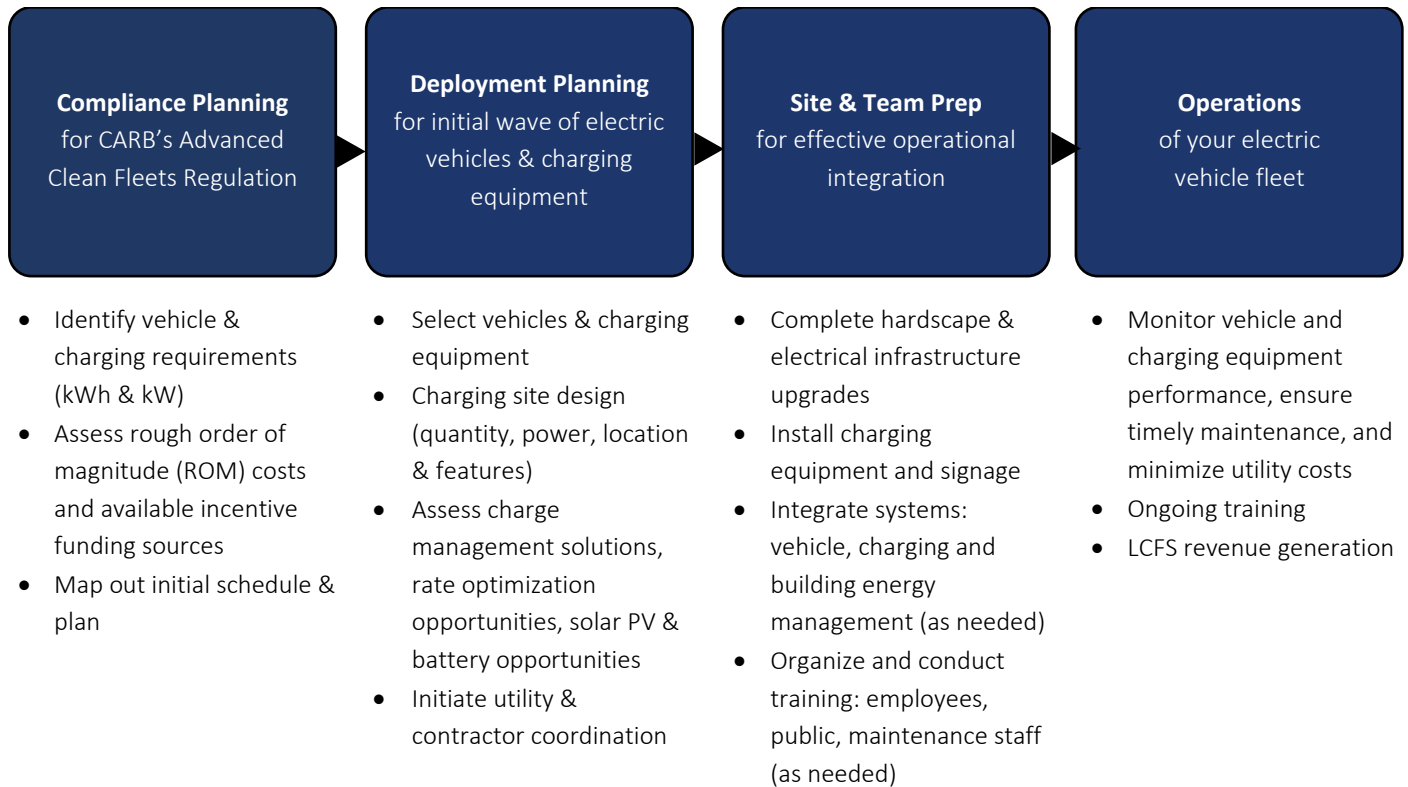 Compliance Planning
for CARB’s Advanced
Clean Fleets Regulation
Deployment Planning
for initial wave of electric
vehicles & charging
equipment
Site & Team Prep
for effective operational
integration
Operations
of your electric
vehicle fleet
• Identify vehicle &
charging requirements
(kWh & kW)
• Assess rough order of
magnitude (ROM) costs
and available incentive
funding sources
• Map out initial schedule &
plan
• Select vehicles & charging
equipment
• Charging site design
(quantity, power, location
& features)
• Assess charge
management solutions,
rate optimization
opportunities, solar PV &
battery opportunities
• Initiate utility &
contractor coordination
• Complete hardscape &
electrical infrastructure
upgrades
• Install charging
equipment and signage
• Integrate systems:
vehicle, charging and
building energy
management (as needed)
• Organize and conduct
training: employees,
public, maintenance staff
(as needed)
• Monitor vehicle and
charging equipment
performance, ensure
timely maintenance, and
minimize utility costs
• Ongoing training
• LCFS revenue generation